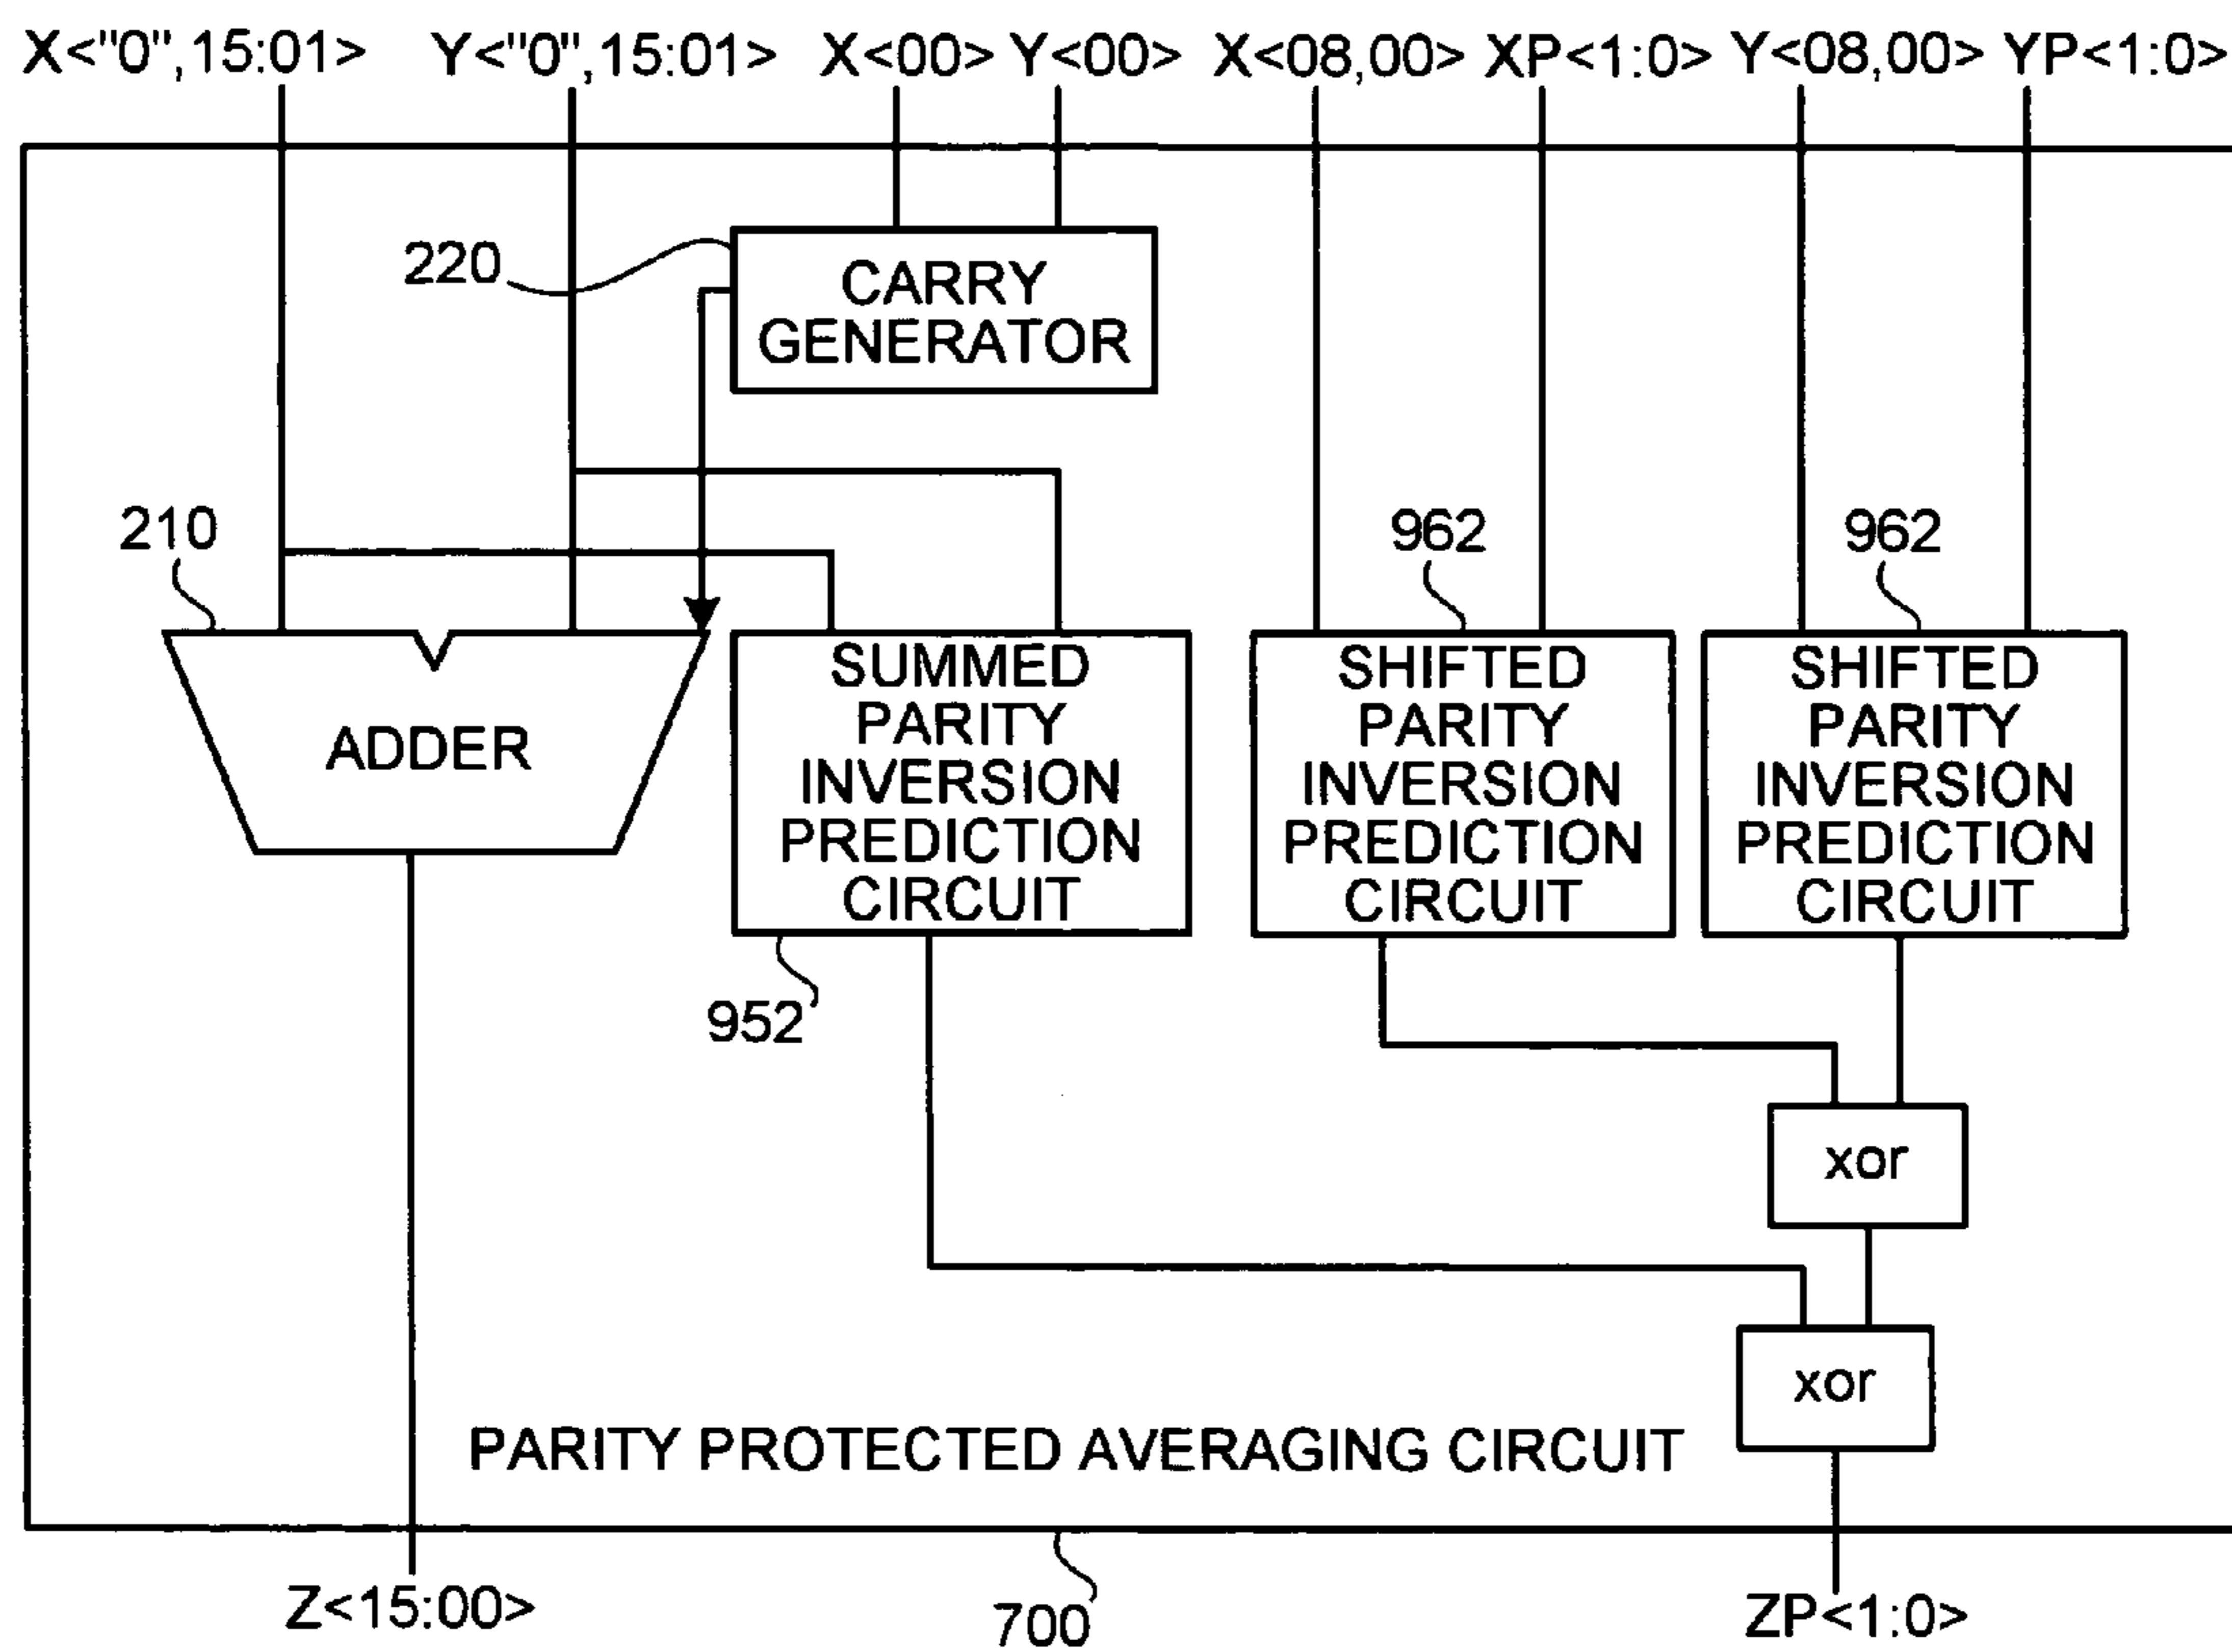 X<"0",15:01> Y<"0",15:01> X<00> Y<00> X<08,00> XP<1:0> Y<08,00> YP<1:0>
220
CARRY
GENERATOR
210
962
962
ADDER
SUMMED
PARITY
INVERSION
PREDICTION
CIRCUIT
SHIFTED
PARITY
INVERSION
PREDICTION
CIRCUIT
SHIFTED
PARITY
INVERSION
PREDICTION
CIRCUIT
952
xor
xor
PARITY PROTECTED AVERAGING CIRCUIT
Z<15:00>
700
ZP<1:0>